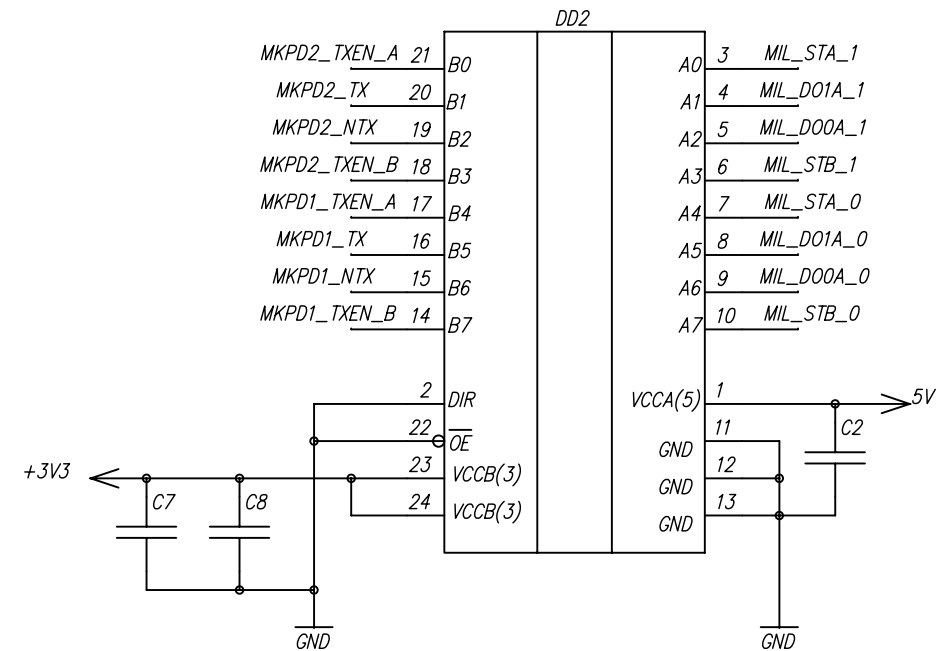 DD2
MKPD2_TXEN_A 21 B0 A0 3 MIL_STA_1
MKPD2_TX 20 B1 A1 4 MIL_DO1A_1
MKPD2_NTX 19 B2 A2 5 MIL_DO0A_1
MKPD2_TXEN_B 18 B3 A3 6 MIL_STB_1
MKPD1_TXEN_A 17 B4 A4 7 MIL_STA_0
MKPD1_TX 16 B5 A5 8 MIL_DO1A_0
MKPD1_NTX 15 B6 A6 9 MIL_DO0A_0
MKPD1_TXEN_B 14 B7 A7 10 MIL_STB_0
2 DIR VCCA(5) 1 5V
22 OE GND 11 C2
+3V3 23 VCCB(3) GND 12
C7 C8 24 VCCB(3) GND 13
GND GND